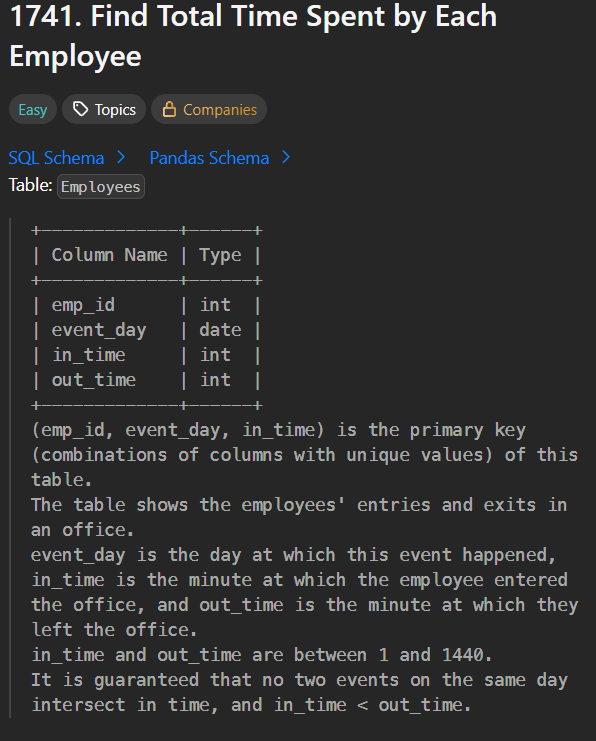 1741. Find Total Time Spent by Each
Employee
Easy Topics Companies
SQL Schema > Pandas Schema >
Table: Employees
+-------------+------+
| Column Name | Type |
+-------------+------+
| emp_id      | int  |
| event_day   | date |
| in_time     | int  |
| out_time    | int  |
+-------------+------+
(emp_id, event_day, in_time) is the primary key
(combinations of columns with unique values) of this
table.
The table shows the employees' entries and exits in
an office.
event_day is the day at which this event happened,
in_time is the minute at which the employee entered
the office, and out_time is the minute at which they
left the office.
in_time and out_time are between 1 and 1440.
It is guaranteed that no two events on the same day
intersect in time, and in_time < out_time.